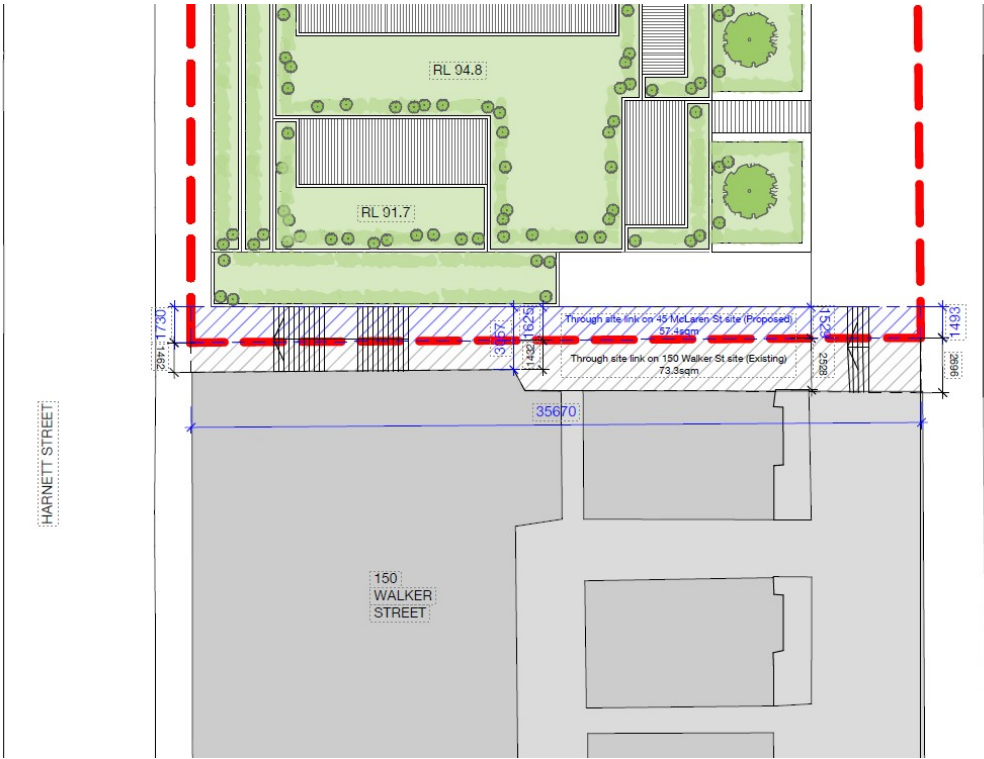 RL 94.8
RL 91.7
1730
1462
3057
1625
1432
Through site link on 45 McLaren St site (Proposed)
57.4sqm
Through site link on 150 Walker St site (Existing)
73.3sqm
1529
2528
1493
2695
35670
HARNETT STREET
150
WALKER
STREET